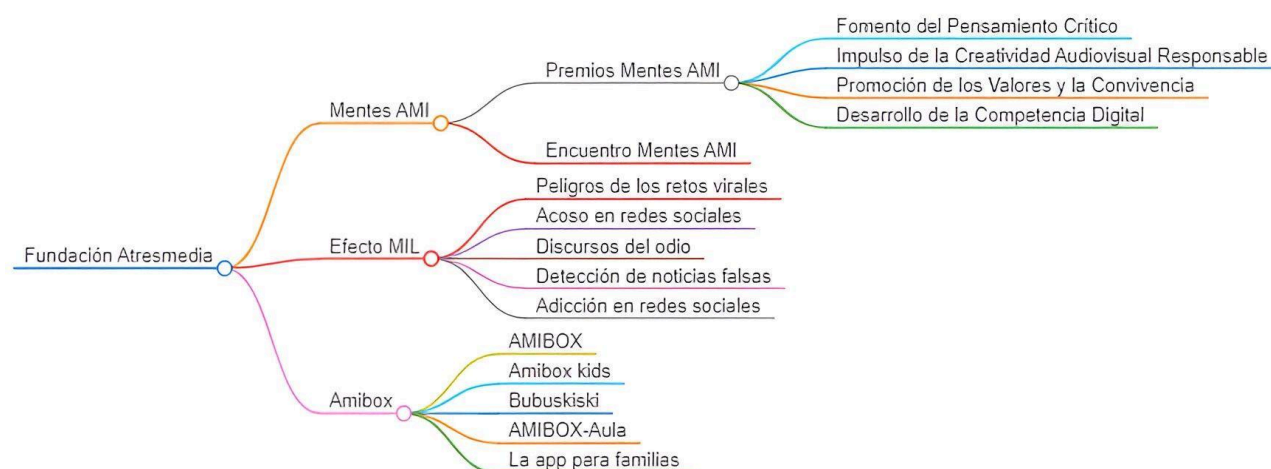 Fundación Atresmedia
Mentes AMI
Premios Mentes AMI
Fomento del Pensamiento Crítico
Impulso de la Creatividad Audiovisual Responsable
Promoción de los Valores y la Convivencia
Desarrollo de la Competencia Digital
Encuentro Mentes AMI
Efecto MIL
Peligros de los retos virales
Acoso en redes sociales
Discursos del odio
Detección de noticias falsas
Adicción en redes sociales
Amibox
AMIBOX
Amibox kids
Bubuskiski
AMIBOX-Aula
La app para familias